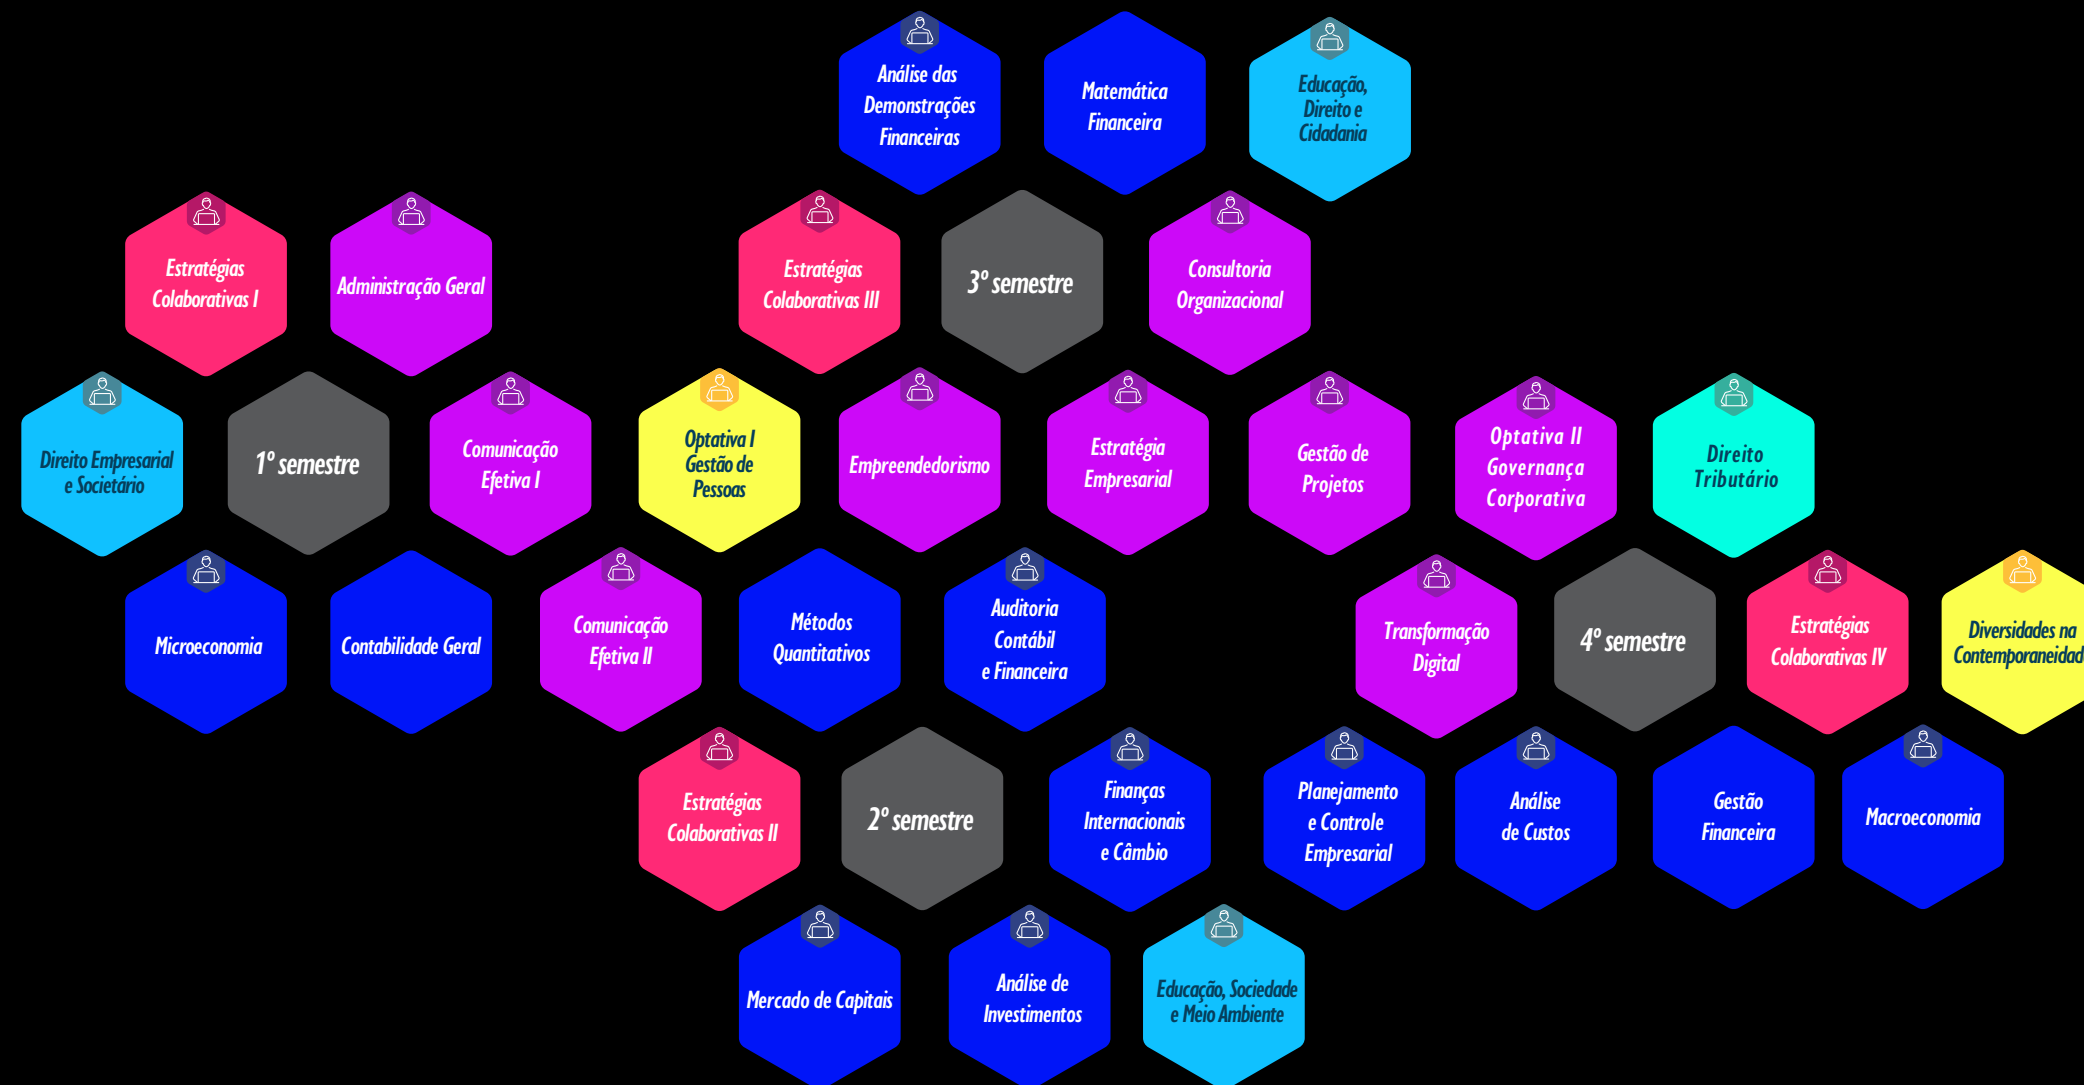 Análise das
Demonstrações
Financeiras
Matemática
Financeira
Educação,
Direito e
Cidadania
Estratégias
Colaborativas I
Administração Geral
Estratégias
Colaborativas III
3º semestre
Consultoria
Organizacional
Direito Empresarial
e Societário
1º semestre
Comunicação
Efetiva I
Optativa I
Gestão de
Pessoas
Empreendedorismo
Estratégia
Empresarial
Gestão de
Projetos
Optativa II
Governança
Corporativa
Direito
Tributário
Microeconomia
Contabilidade Geral
Comunicação
Efetiva II
Métodos
Quantitativos
Auditoria
Contábil
e Financeira
Transformação
Digital
4º semestre
Estratégias
Colaborativas IV
Diversidades na
Contemporaneidad
Estratégias
Colaborativas II
2º semestre
Finanças
Internacionais
e Câmbio
Planejamento
e Controle
Empresarial
Análise
de Custos
Gestão
Financeira
Macroeconomia
Mercado de Capitais
Análise de
Investimentos
Educação, Sociedade
e Meio Ambiente